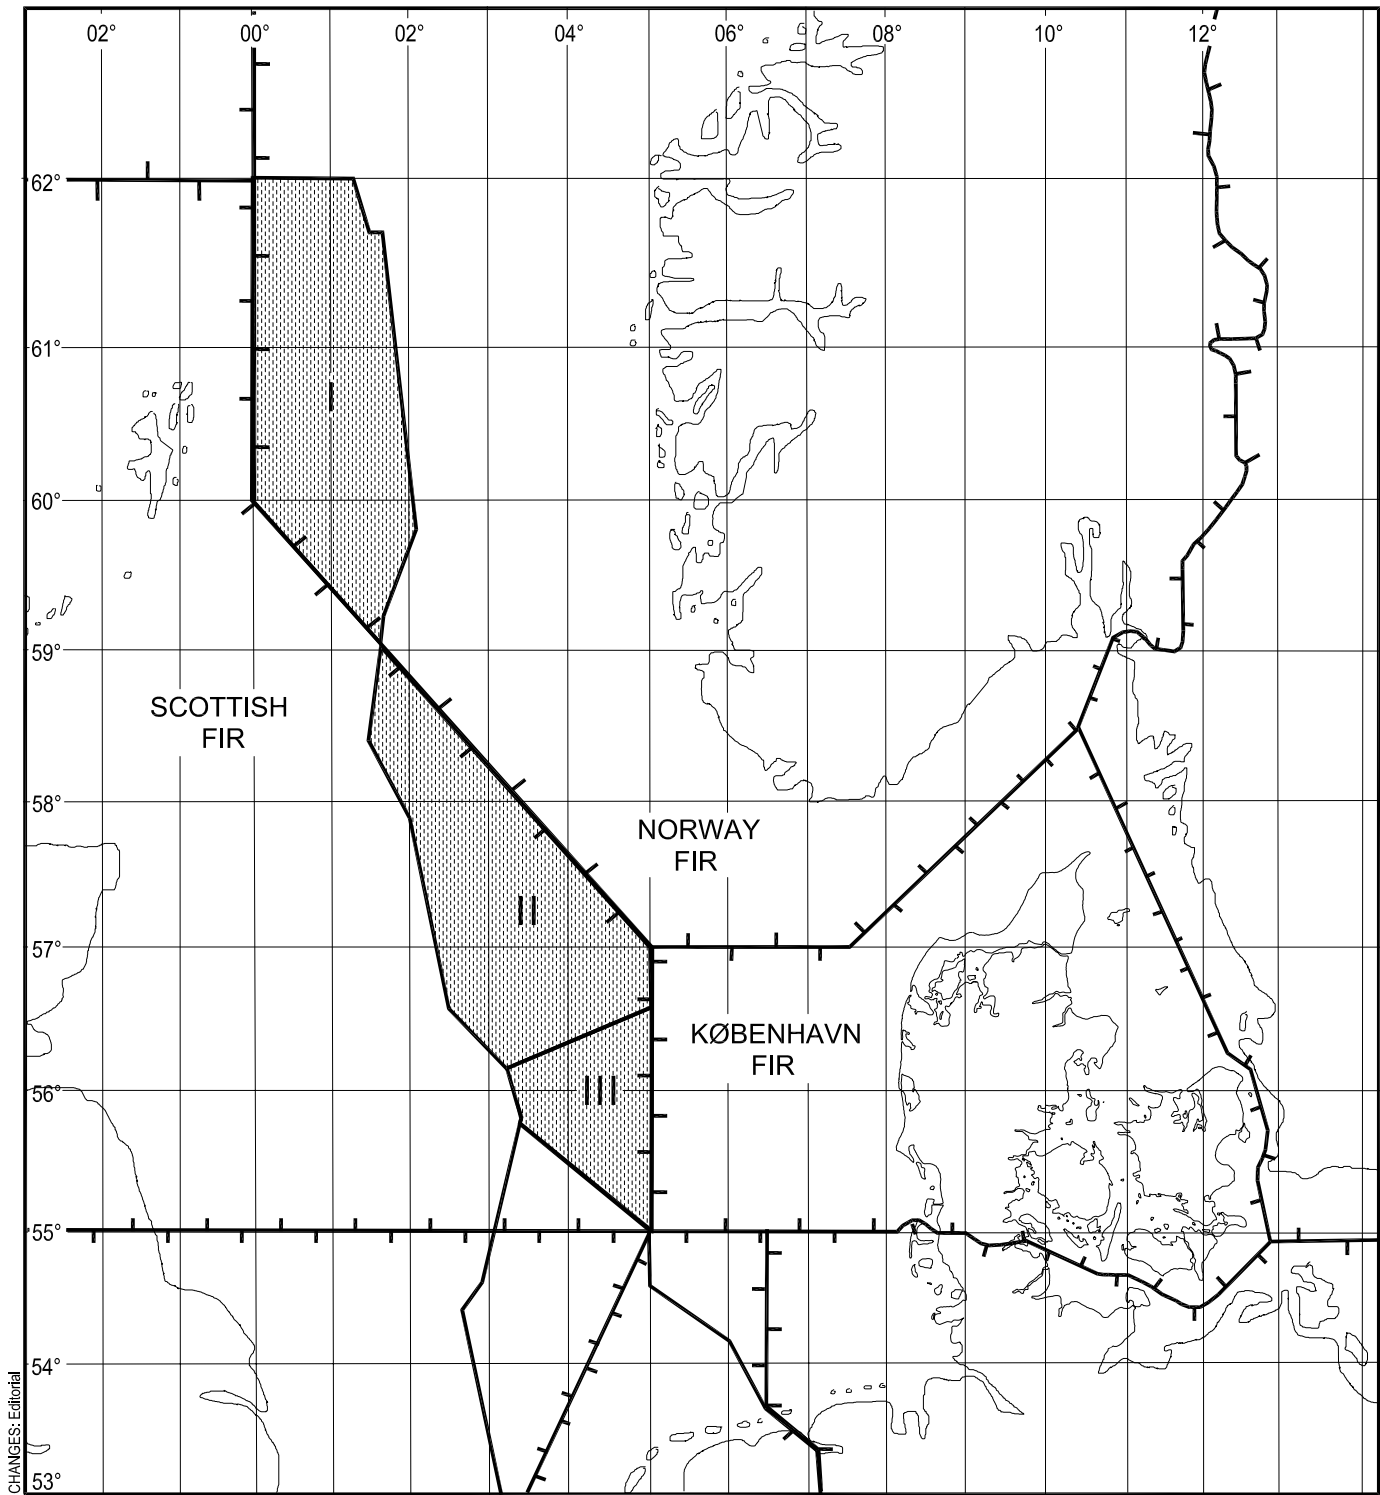 02° 00° 02° 04° 06° 08° 10° 12°
62°
61°
I
60°
59°
SCOTTISH
FIR
58°
NORWAY
FIR
II
57°
KØBENHAVN
FIR
III
56°
55°
54°
53°
CHANGES: Editorial